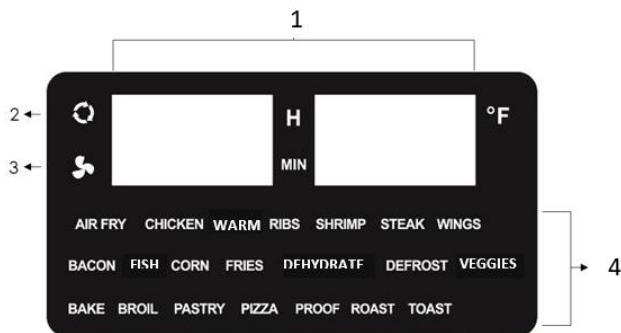 1
2
H
°F
3
MIN
AIR FRY CHICKEN WARM RIBS SHRIMP STEAK WINGS
BACON FISH CORN FRIES DEHYDRATE DEFROST VEGGIES
4
BAKE BROIL PASTRY PIZZA PROOF ROAST TOAST